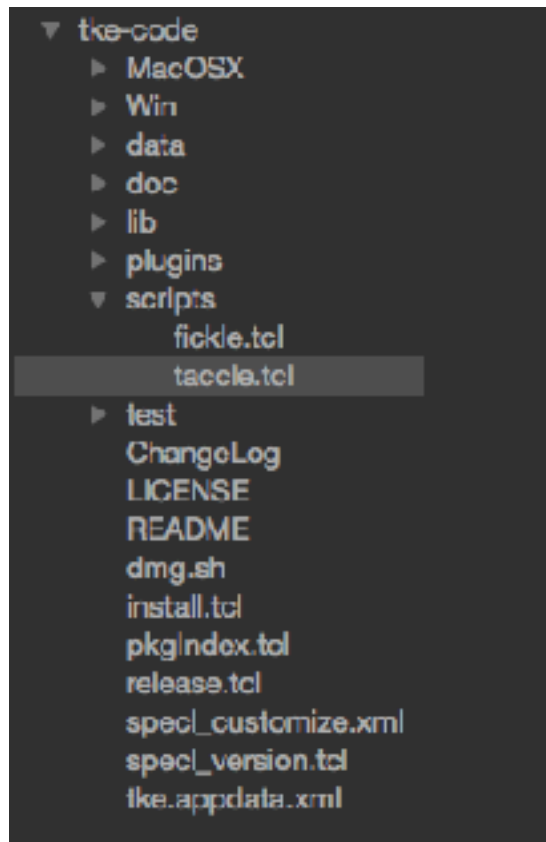 tke-code
MacOSX
Win
data
doc
lib
plugins
scripts
fickle.tcl
taccle.tcl
test
ChangeLog
LICENSE
README
dmg.sh
install.tcl
pkgIndex.tcl
release.tcl
specl_customize.xml
specl_version.tcl
tke.appdata.xml